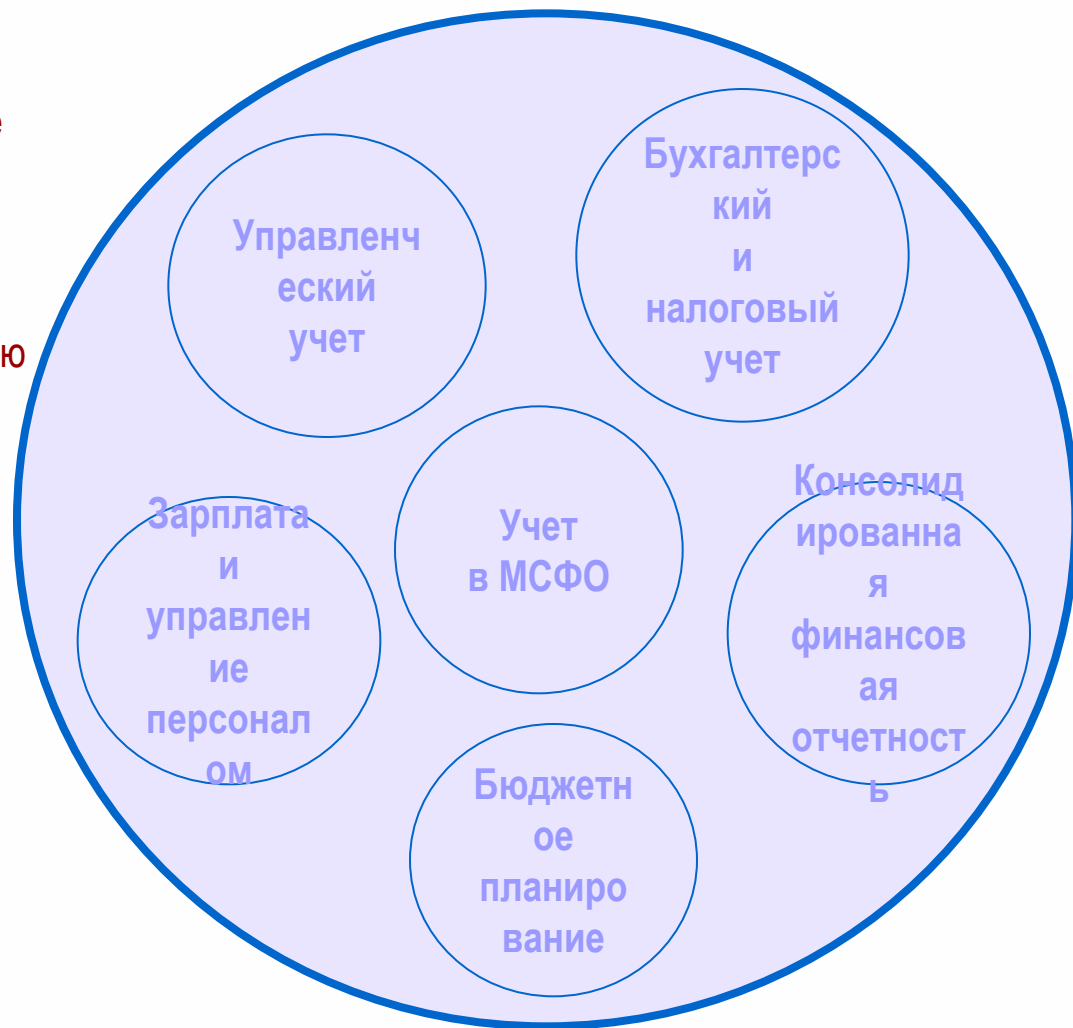 е
ю
Управленч
еский
учет
Бухгалтерс
кий
и
налоговый
учет
Учет
в МСФО
Зарплата
и
управлен
ие
персонал
ом
Консолид
ированна
я
финансов
ая
отчетност
ь
Бюджетн
ое
планиро
вание